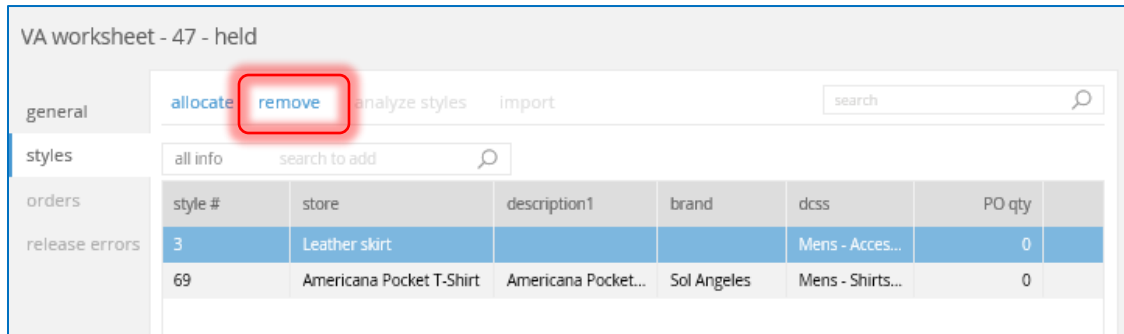 VA worksheet - 47 - held
general
styles
orders
release errors
allocate remove analyze styles import search
all info search to add
style # store description1 brand dcss PO qty
3 Leather skirt Mens - Acces... 0
69 Americana Pocket T-Shirt Americana Pocket... Sol Angeles Mens - Shirts... 0